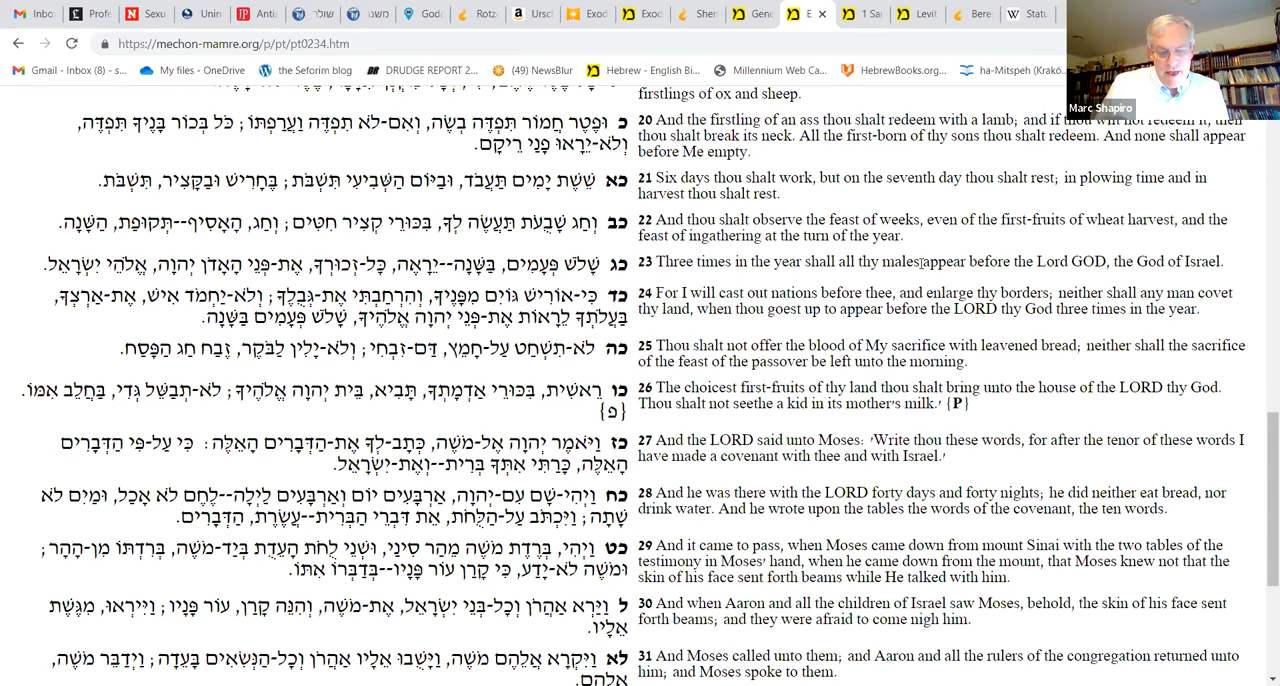 Inbo
Profe
Sexu
Unin
Antis
שולר
משנו
Goda
Rotz
Ursch
Exod
Exod
Shen
Gene
E
1 Sa
Levit
Bere
Statu
https://mechon-mamre.org/p/pt/pt0234.htm
Gmail - Inbox (8) - s...
My files - OneDrive
the Seforim blog
DRUDGE REPORT 2...
(49) NewsBlur
Hebrew - English Bi...
Millennium Web Ca...
HebrewBooks.org...
ha-Mitspeh (Krakó...
Marc Shapiro
כ וּפֶטֶר חֲמוֹר תִּפְדֶּה בְשֶׂה, וְאִם-לֹא תִפְדֶּה וַעֲרַפְתּוֹ; כֹּל בְּכוֹר בָּנֶיךָ תִּפְדֶּה,
וְלֹא-יֵרָאוּ פָנַי רֵיקָם.
כא שֵׁשֶׁת יָמִים תַּעֲבֹד, וּבַיּוֹם הַשְּׁבִיעִי תִּשְׁבֹּת; בֶּחָרִישׁ וּבַקָּצִיר, תִּשְׁבֹּת.
כב וְחַג שָׁבֻעֹת תַּעֲשֶׂה לְךָ, בִּכּוּרֵי קְצִיר חִטִּים; וְחַג, הָאָסִיף--תְּקוּפַת, הַשָּׁנָה.
כג שָׁלֹשׁ פְּעָמִים, בַּשָּׁנָה--יֵרָאֶה, כָּל-זְכוּרְךָ, אֶת-פְּנֵי הָאָדֹן יְהוָה, אֱלֹהֵי יִשְׂרָאֵל.
כד כִּי-אוֹרִישׁ גּוֹיִם מִפָּנֶיךָ, וְהִרְחַבְתִּי אֶת-גְּבֻלֶךָ; וְלֹא-יַחְמֹד אִישׁ, אֶת-אַרְצְךָ,
בַּעֲלֹתְךָ לֵרָאוֹת אֶת-פְּנֵי יְהוָה אֱלֹהֶיךָ, שָׁלֹשׁ פְּעָמִים בַּשָּׁנָה.
כה לֹא-תִשְׁחַט עַל-חָמֵץ, דַּם-זִבְחִי; וְלֹא-יָלִין לַבֹּקֶר, זֶבַח חַג הַפָּסַח.
כו רֵאשִׁית, בִּכּוּרֵי אַדְמָתְךָ, תָּבִיא, בֵּית יְהוָה אֱלֹהֶיךָ; לֹא-תְבַשֵּׁל גְּדִי, בַּחֲלֵב אִמּוֹ.
{פ}
כז וַיֹּאמֶר יְהוָה אֶל-מֹשֶׁה, כְּתָב-לְךָ אֶת-הַדְּבָרִים הָאֵלֶּה: כִּי עַל-פִּי הַדְּבָרִים
הָאֵלֶּה, כָּרַתִּי אִתְּךָ בְּרִית--וְאֶת-יִשְׂרָאֵל.
כח וַיְהִי-שָׁם עִם-יְהוָה, אַרְבָּעִים יוֹם וְאַרְבָּעִים לַיְלָה--לֶחֶם לֹא אָכַל, וּמַיִם לֹא
שָׁתָה; וַיִּכְתֹּב עַל-הַלֻּחֹת, אֵת דִּבְרֵי הַבְּרִית--עֲשֶׂרֶת, הַדְּבָרִים.
כט וַיְהִי, בְּרֶדֶת מֹשֶׁה מֵהַר סִינַי, וּשְׁנֵי לֻחֹת הָעֵדֻת בְּיַד-מֹשֶׁה, בְּרִדְתּוֹ מִן-הָהָר;
וּמֹשֶׁה לֹא-יָדַע, כִּי קָרַן עוֹר פָּנָיו--בְּדַבְּרוֹ אִתּוֹ.
ל וַיַּרְא אַהֲרֹן וְכָל-בְּנֵי יִשְׂרָאֵל, אֶת-מֹשֶׁה, וְהִנֵּה קָרַן, עוֹר פָּנָיו; וַיִּירְאוּ, מִגֶּשֶׁת
אֵלָיו.
לא וַיִּקְרָא אֲלֵהֶם מֹשֶׁה, וַיָּשֻׁבוּ אֵלָיו אַהֲרֹן וְכָל-הַנְּשִׂאִים בָּעֵדָה; וַיְדַבֵּר מֹשֶׁה,
אֲלֵהֶם.
firstlings of ox and sheep.
20 And the firstling of an ass thou shalt redeem with a lamb; and if thou wilt not redeem it, then
thou shalt break its neck. All the first-born of thy sons thou shalt redeem. And none shall appear
before Me empty.
21 Six days thou shalt work, but on the seventh day thou shalt rest; in plowing time and in
harvest thou shalt rest.
22 And thou shalt observe the feast of weeks, even of the first-fruits of wheat harvest, and the
feast of ingathering at the turn of the year.
23 Three times in the year shall all thy males appear before the Lord GOD, the God of Israel.
24 For I will cast out nations before thee, and enlarge thy borders; neither shall any man covet
thy land, when thou goest up to appear before the LORD thy God three times in the year.
25 Thou shalt not offer the blood of My sacrifice with leavened bread; neither shall the sacrifice
of the feast of the passover be left unto the morning.
26 The choicest first-fruits of thy land thou shalt bring unto the house of the LORD thy God.
Thou shalt not seethe a kid in its mother's milk.' {P}
27 And the LORD said unto Moses: 'Write thou these words, for after the tenor of these words I
have made a covenant with thee and with Israel.'
28 And he was there with the LORD forty days and forty nights; he did neither eat bread, nor
drink water. And he wrote upon the tables the words of the covenant, the ten words.
29 And it came to pass, when Moses came down from mount Sinai with the two tables of the
testimony in Moses' hand, when he came down from the mount, that Moses knew not that the
skin of his face sent forth beams while He talked with him.
30 And when Aaron and all the children of Israel saw Moses, behold, the skin of his face sent
forth beams; and they were afraid to come nigh him.
31 And Moses called unto them; and Aaron and all the rulers of the congregation returned unto
him; and Moses spoke to them.